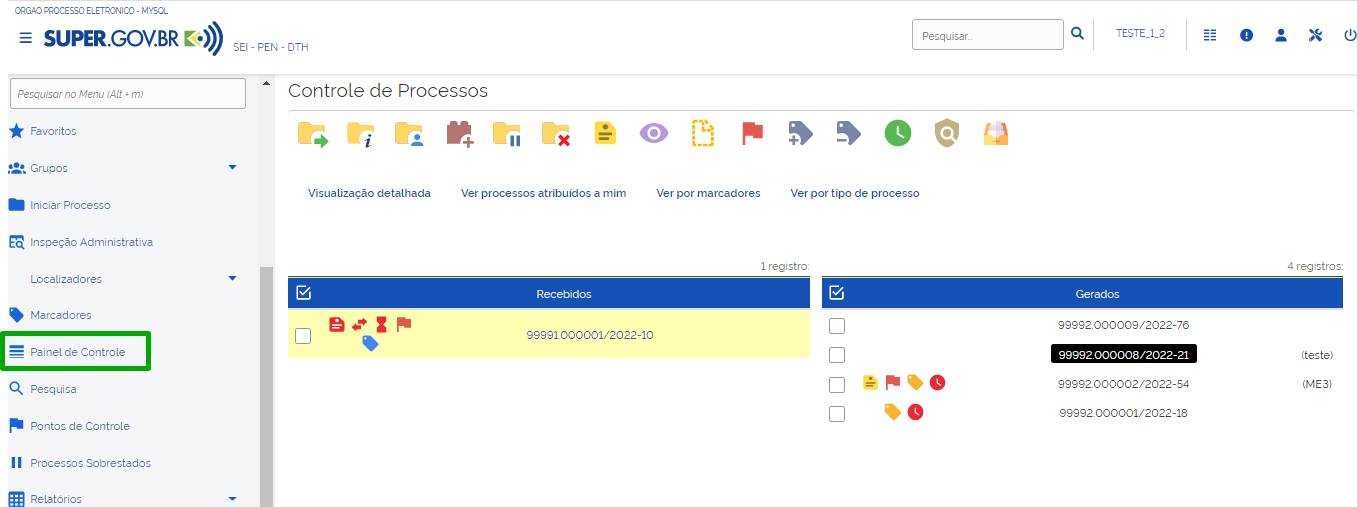 ORGAO PROCESSO ELETRONICO - MYSQL
SUPER.GOV.BR
SEI - PEN - DTH
Pesquisar..
TESTE_1_2
Pesquisar no Menu (Alt + m)
Favoritos
Grupos
Iniciar Processo
Inspeção Administrativa
Localizadores
Marcadores
Painel de Controle
Pesquisa
Pontos de Controle
Processos Sobrestados
Relatórios
Controle de Processos
Visualização detalhada
Ver processos atribuídos a mim
Ver por marcadores
Ver por tipo de processo
1 registro:
Recebidos
99991.000001/2022-10
4 registros:
Gerados
99992.000009/2022-76
99992.000008/2022-21 (teste)
99992.000002/2022-54 (ME3)
99992.000001/2022-18